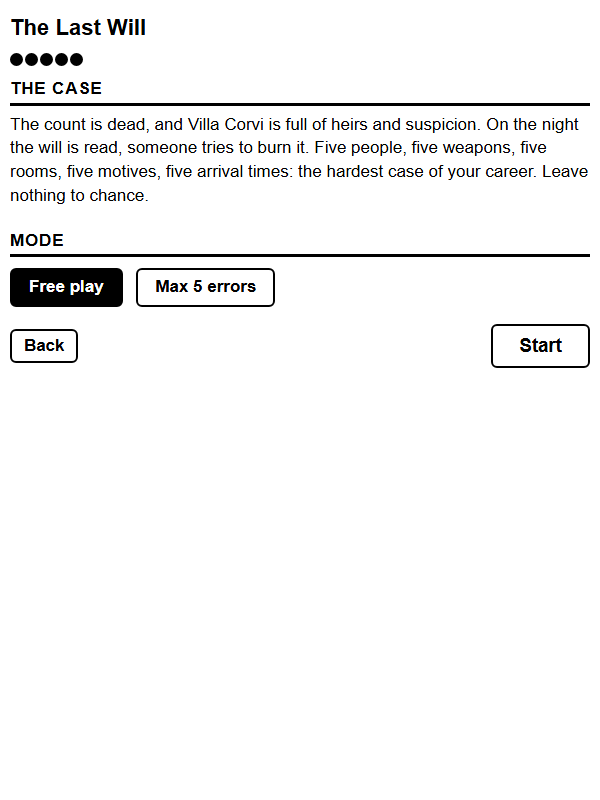 The Last Will
THE CASE
The count is dead, and Villa Corvi is full of heirs and suspicion. On the night
the will is read, someone tries to burn it. Five people, five weapons, five
rooms, five motives, five arrival times: the hardest case of your career. Leave
nothing to chance.
MODE
Free play
Max 5 errors
Back
Start